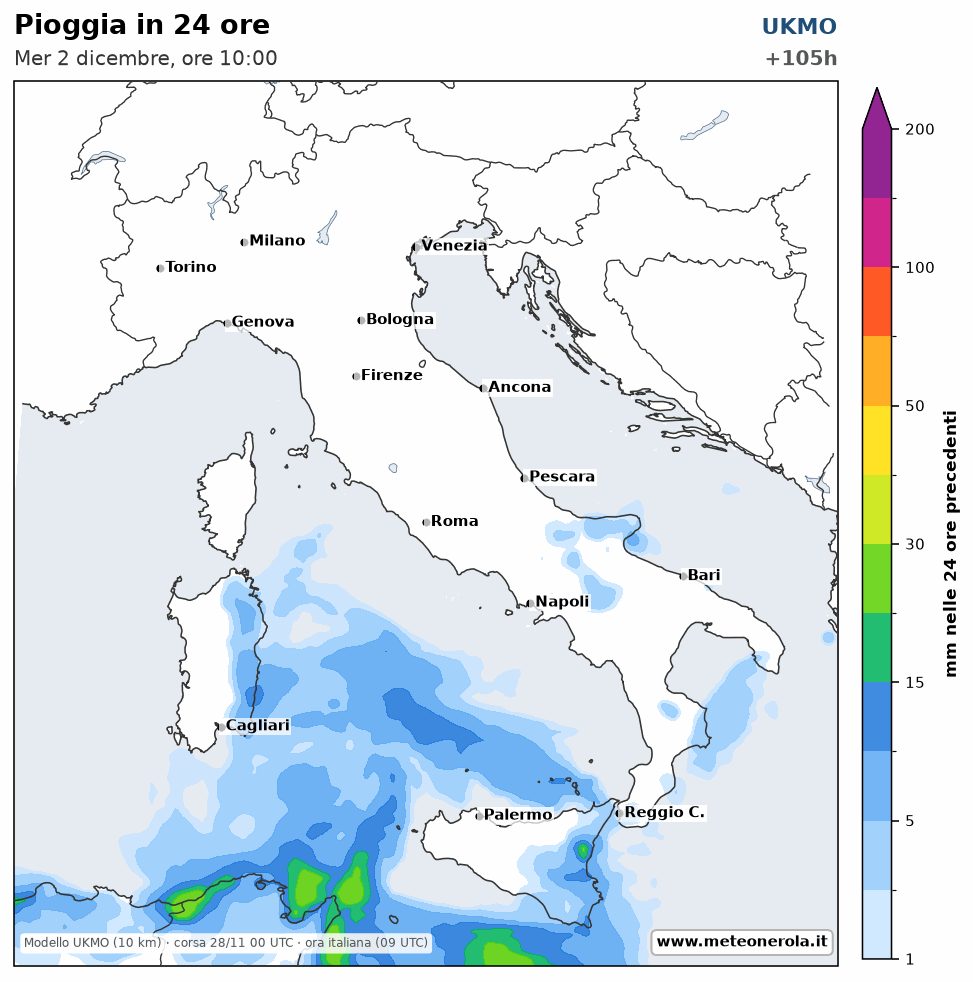 Pioggia in 24 ore
UKMO
Mer 2 dicembre, ore 10:00
+105h
200
Milano
Venezia
Torino
100
Genova
Bologna
Firenze
Ancona
50
Pescara
Roma
30
Bari
Napoli
15
Cagliari
Palermo
Reggio C.
5
mm nelle 24 ore precedenti
Modello UKMO (10 km) · corsa 28/11 00 UTC · ora italiana (09 UTC)
www.meteonerola.it
1